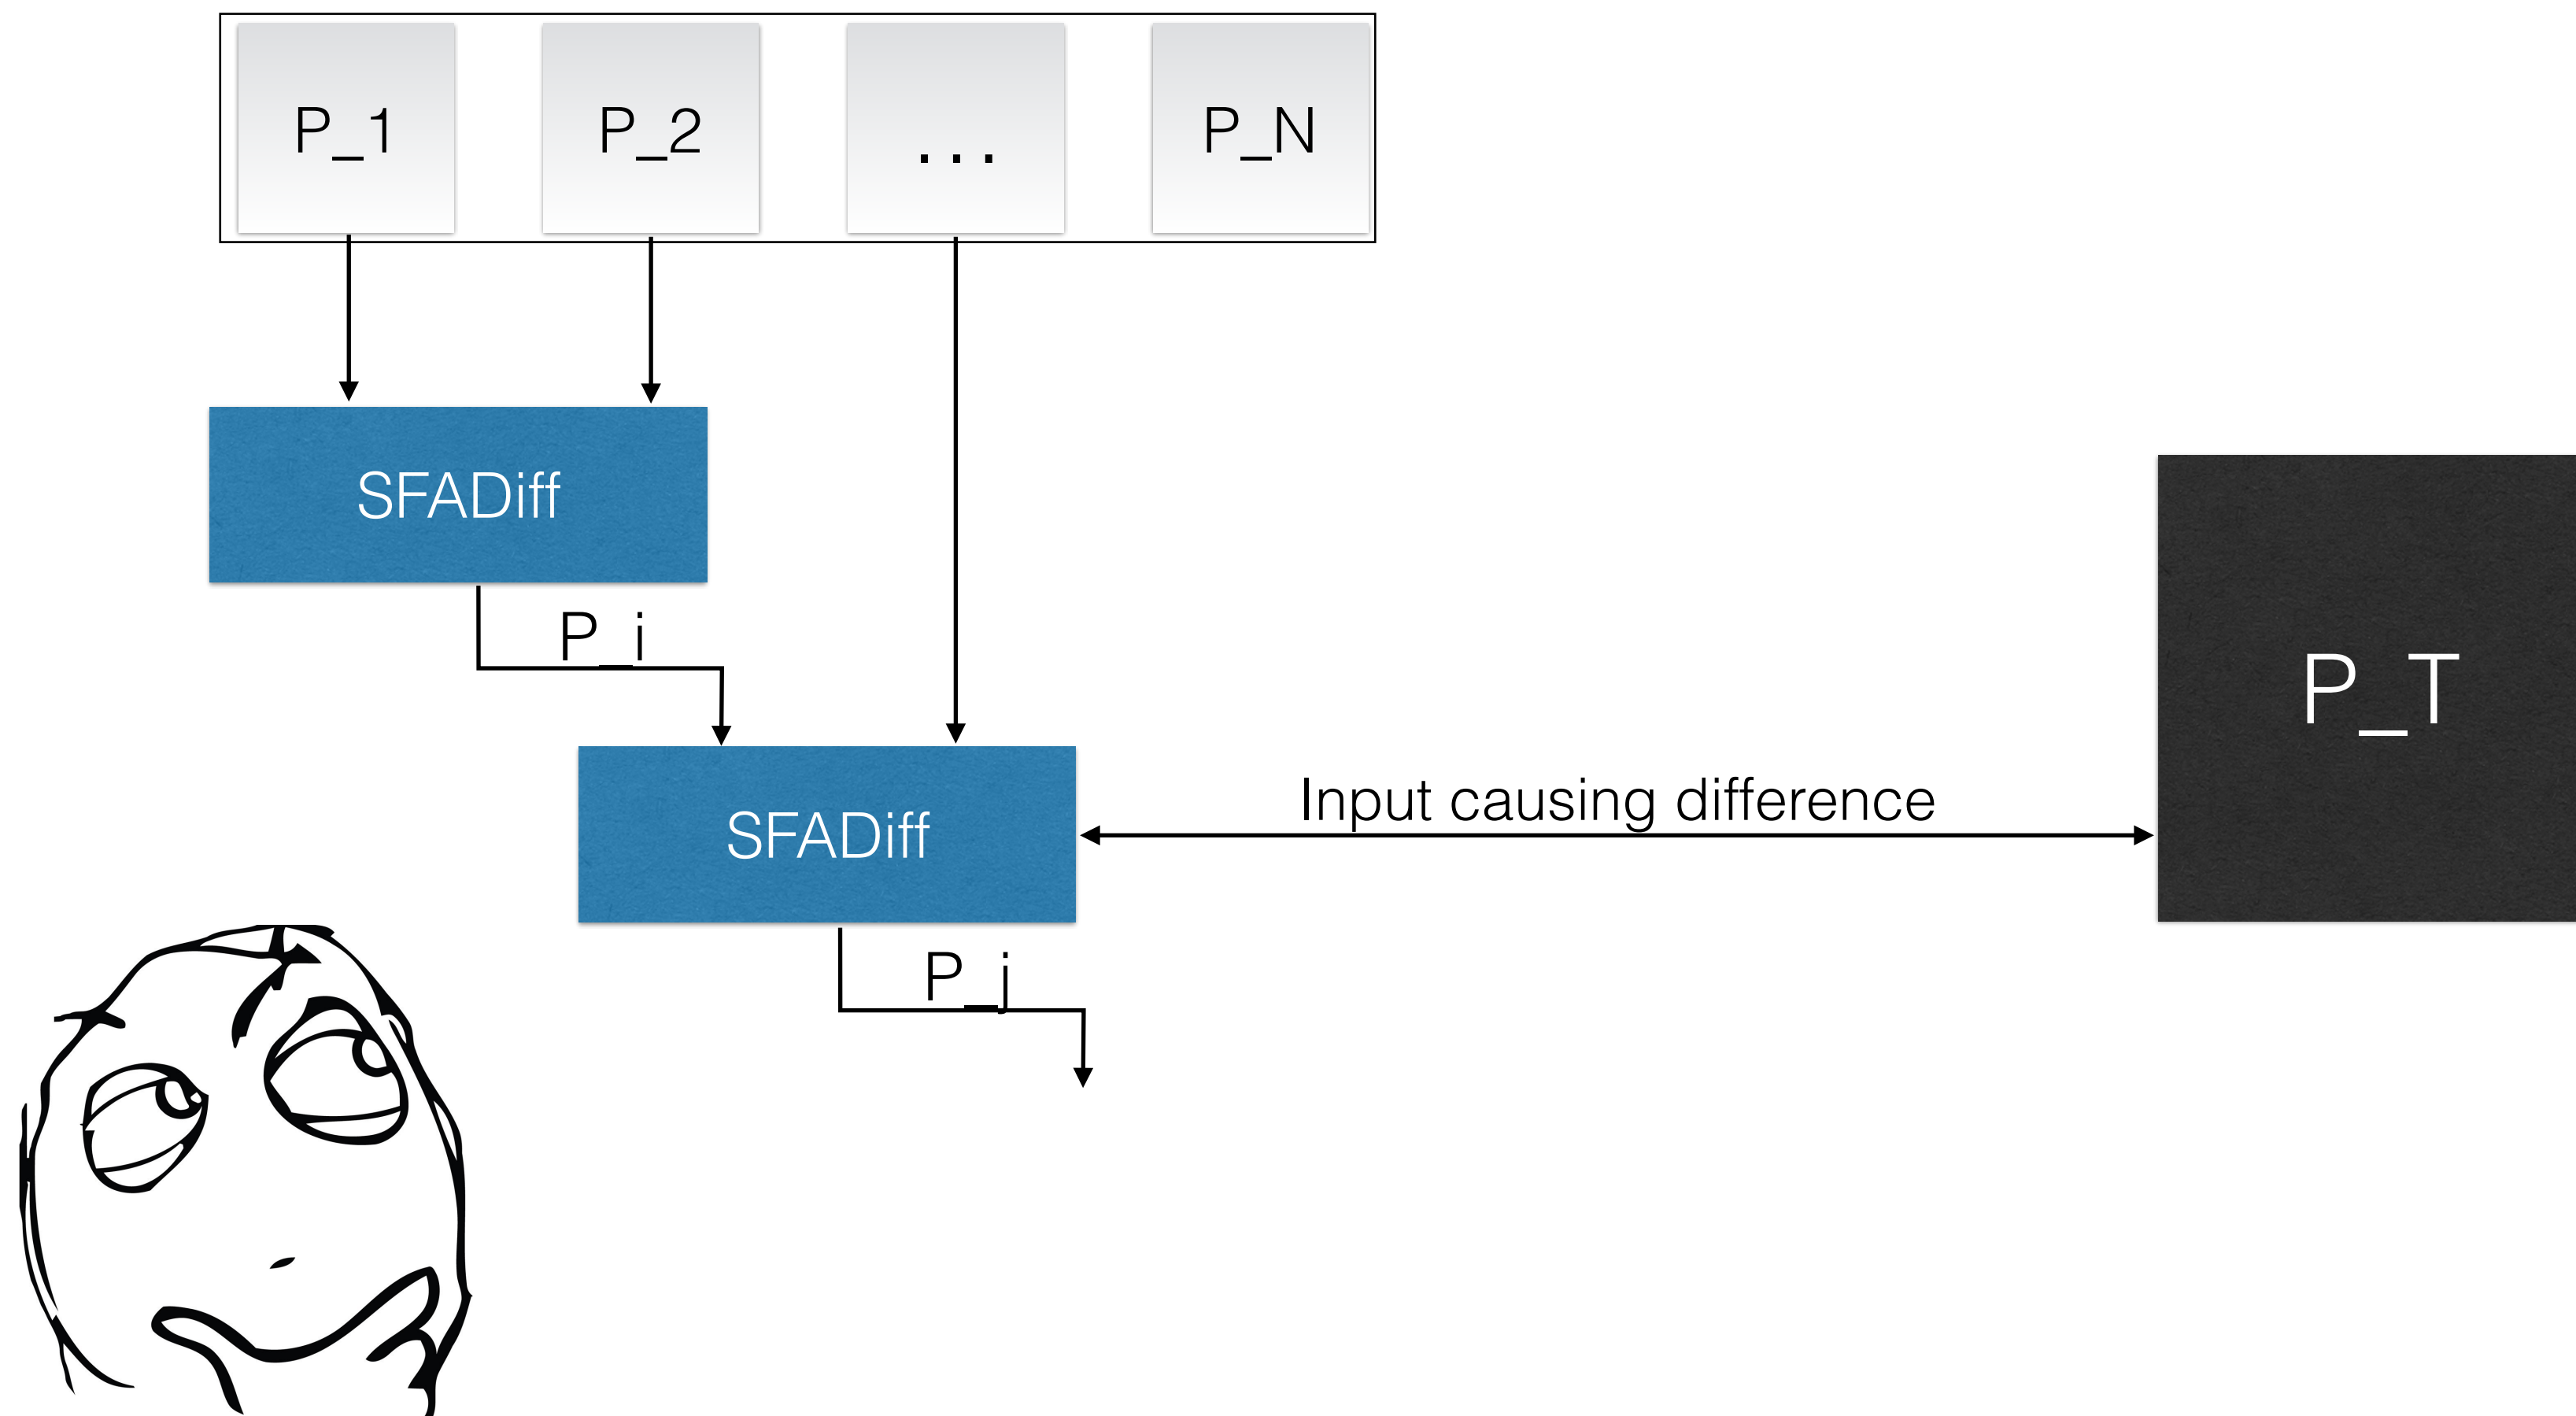 P_1
P_2
...
P_N
SFADiff
P_i
SFADiff
Input causing difference
P_T
P_j